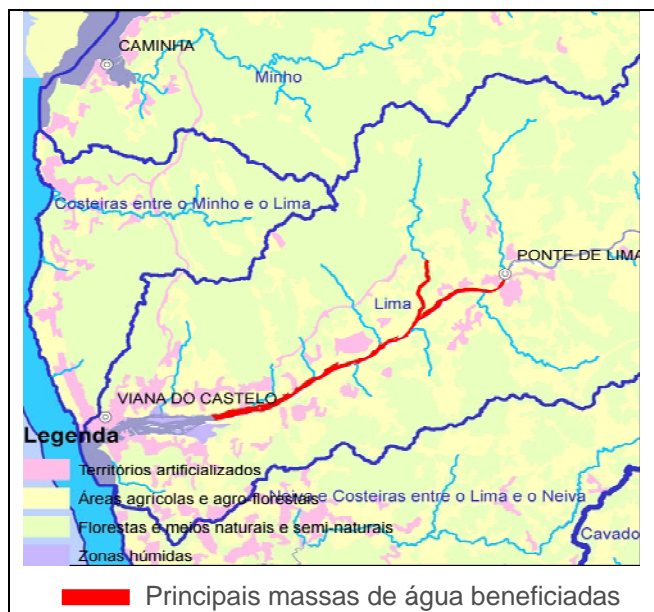 CAMINHA
Minho
Costeiras entre o Minho e o Lima
PONTE DE LIMA
Lima
VIANA DO CASTELO
Legenda
Territórios artificializados
Áreas agrícolas e agro-florestais
Neiva e Costeiras entre o Lima e o Neiva
Florestas e meios naturais e semi-naturais
Cavado
Zonas húmidas
Principais massas de água beneficiadas